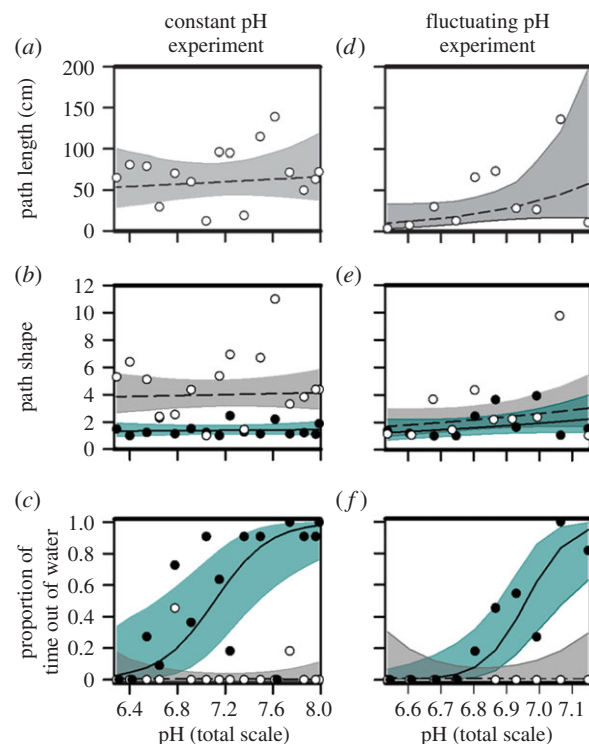 constant pH
experiment
fluctuating pH
experiment
(a)
(d)
path length (cm)
200
150
100
50
0
(b)
(e)
path shape
12
10
8
6
4
2
0
(c)
(f)
proportion of
time out of water
1.0
0.8
0.6
0.4
0.2
0
6.4 6.8 7.2 7.6 8.0
6.6 6.8 6.9 7.0 7.1
pH (total scale)
pH (total scale)